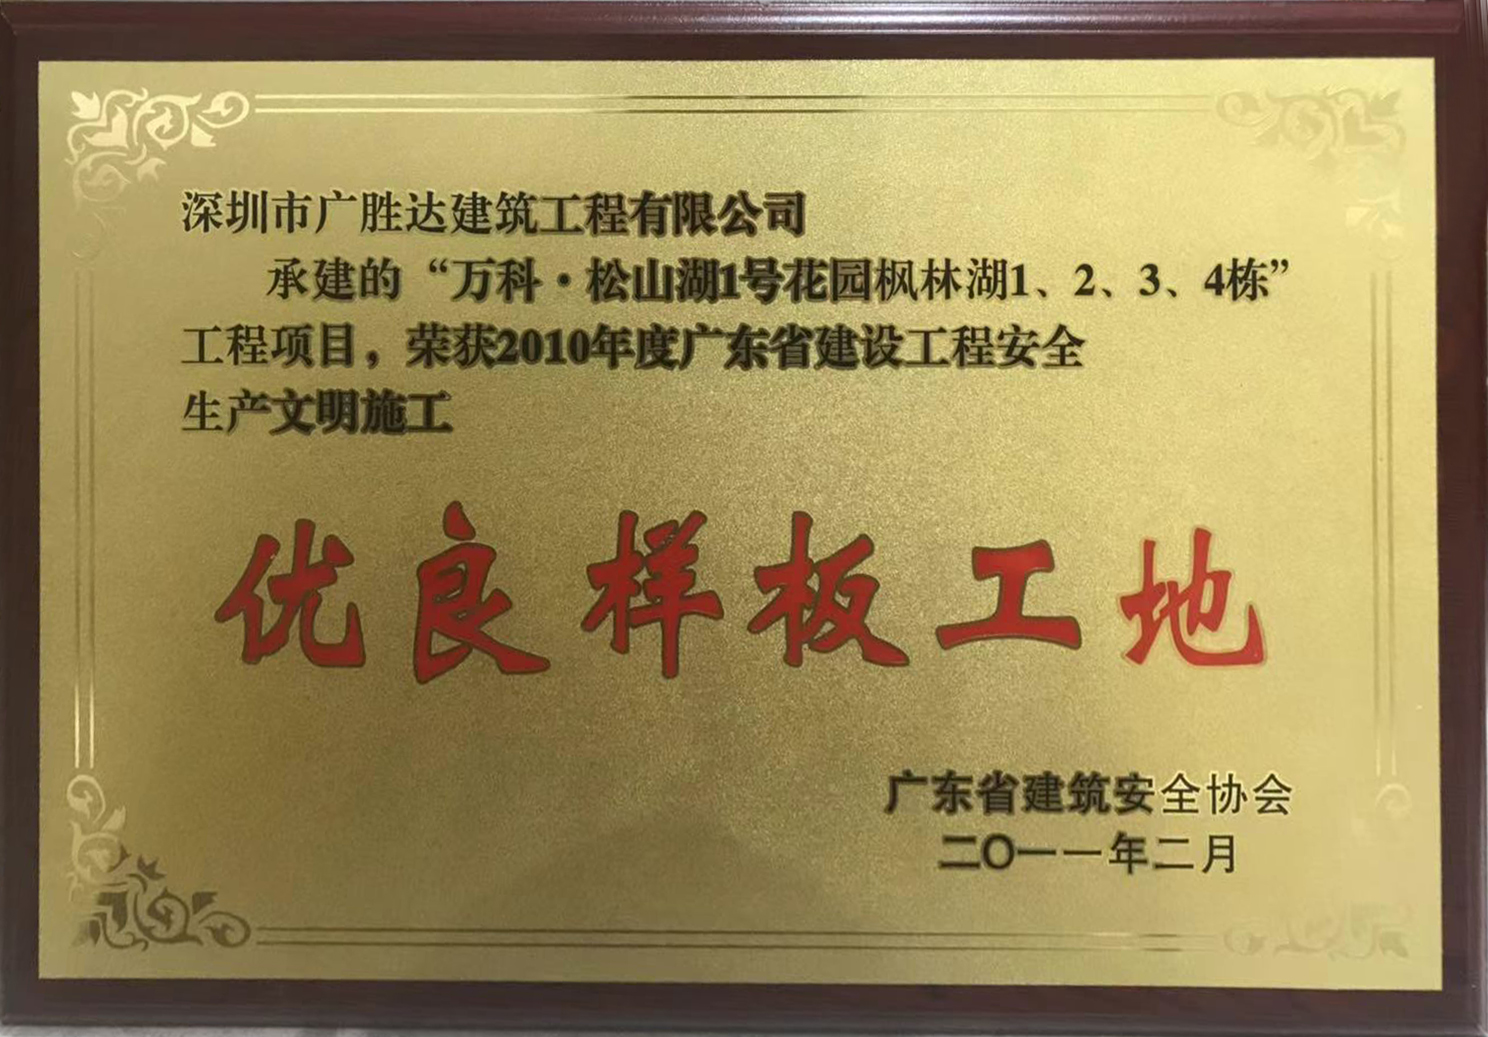 深圳市广胜达建筑工程有限公司
承建的“万科·松山湖1号花园枫林湖1、2、3、4栋”
工程项目，荣获2010年度广东省建设工程安全
生产文明施工
优良样板工地
广东省建筑安全协会
二〇一一年二月